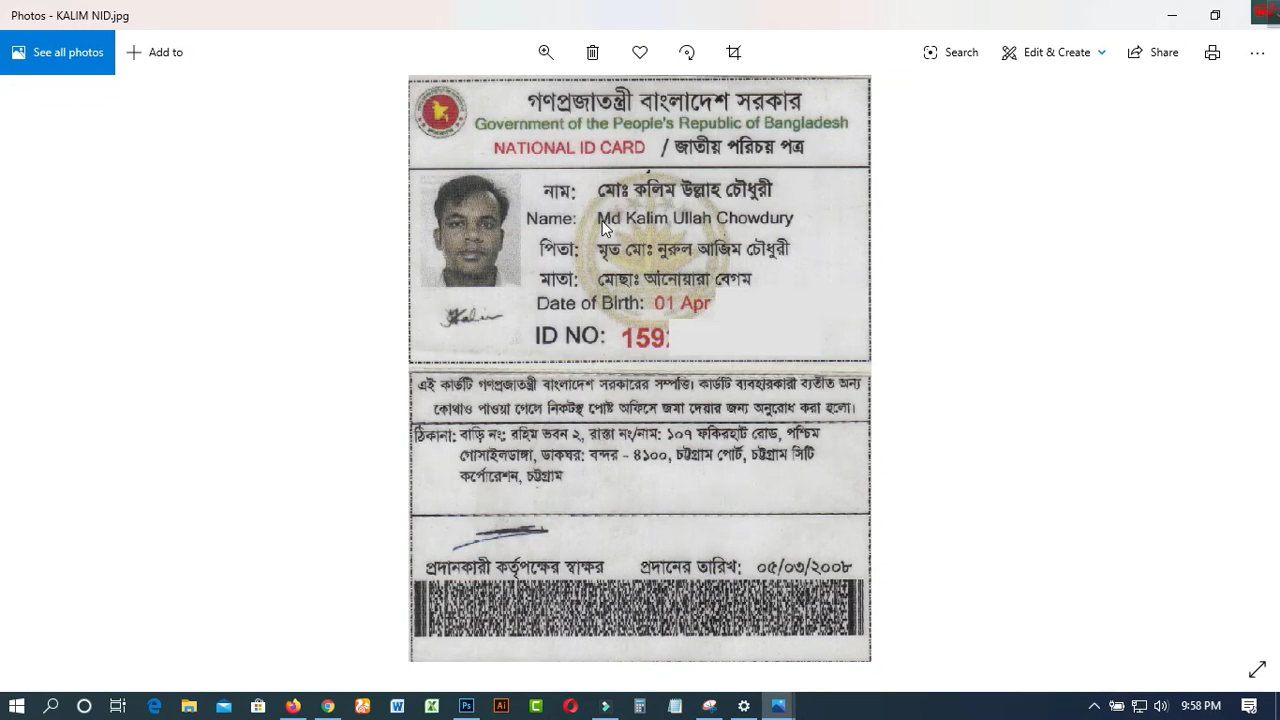 Photos - KALIM NID.jpg
See all photos
Add to
Search
Edit & Create
Share
গণপ্রজাতন্ত্রী বাংলাদেশ সরকার
Government of the People's Republic of Bangladesh
NATIONAL ID CARD / জাতীয় পরিচয় পত্র
নাম: মোঃ কলিম উল্লাহ চৌধুরী
Name: Md Kalim Ullah Chowdury
পিতা: মৃত মোঃ নুরুল আজিম চৌধুরী
মাতা: মোছাঃ আনোয়ারা বেগম
Date of Birth: 01 Apr
ID NO: 159
এই কার্ডটি গণপ্রজাতন্ত্রী বাংলাদেশ সরকারের সম্পত্তি। কার্ডটি ব্যবহারকারী ব্যতীত অন্য
কোথাও পাওয়া গেলে নিকটস্থ পোষ্ট অফিসে জমা দেয়ার জন্য অনুরোধ করা হলো।
ঠিকানা: বাড়ি নং: রহিম ভবন ২, রাস্তা নং/নাম: ১০৭ ফকিরহাট রোড, পশ্চিম
গোসাইলডাঙ্গা, ডাকঘর: বন্দর - ৪১০০, চট্টগ্রাম পোর্ট, চট্টগ্রাম সিটি
কর্পোরেশন, চট্টগ্রাম
প্রদানকারী কর্তৃপক্ষের স্বাক্ষর প্রদানের তারিখ: ০৫/০৩/২০০৮
9:58 PM